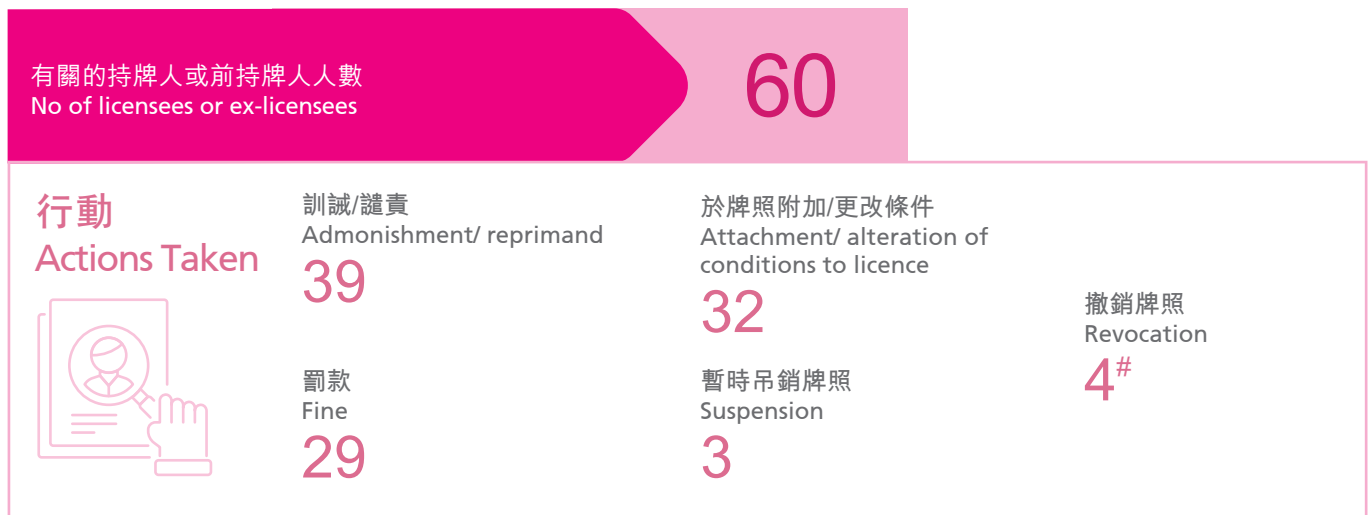 有關的持牌人或前持牌人人數
No of licensees or ex-licensees
60
行動
Actions Taken
訓誡/譴責
Admonishment/ reprimand
39
罰款
Fine
29
於牌照附加/更改條件
Attachment/ alteration of
conditions to licence
32
暫時吊銷牌照
Suspension
3
撤銷牌照
Revocation
4#